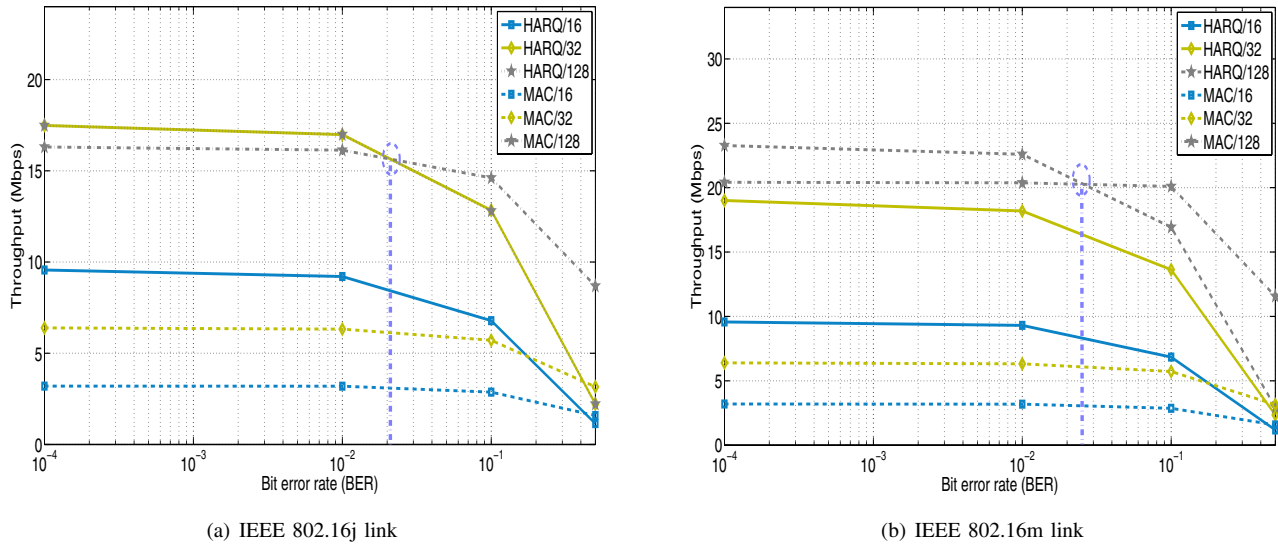 HARQ/16
HARQ/32
HARQ/128
MAC/16
MAC/32
MAC/128
Throughput (Mbps)
20
15
10
5
0
10⁻⁴
10⁻³
10⁻²
10⁻¹
Bit error rate (BER)
(a) IEEE 802.16j link
HARQ/16
HARQ/32
HARQ/128
MAC/16
MAC/32
MAC/128
Throughput (Mbps)
30
25
20
15
10
5
0
10⁻⁴
10⁻³
10⁻²
10⁻¹
Bit error rate (BER)
(b) IEEE 802.16m link